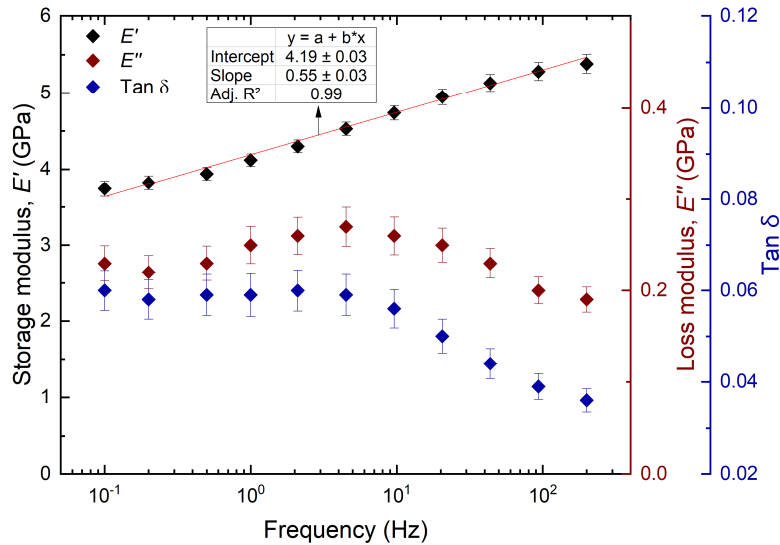 E′
E″
Tan δ
y = a + b*x
Intercept 4.19 ± 0.03
Slope 0.55 ± 0.03
Adj. R² 0.99
Storage modulus, E′ (GPa)
6
5
4
3
2
1
0
Loss modulus, E″ (GPa)
0.4
0.2
0.0
Tan δ
0.12
0.10
0.08
0.06
0.04
0.02
10⁻¹ 10⁰ 10¹ 10²
Frequency (Hz)